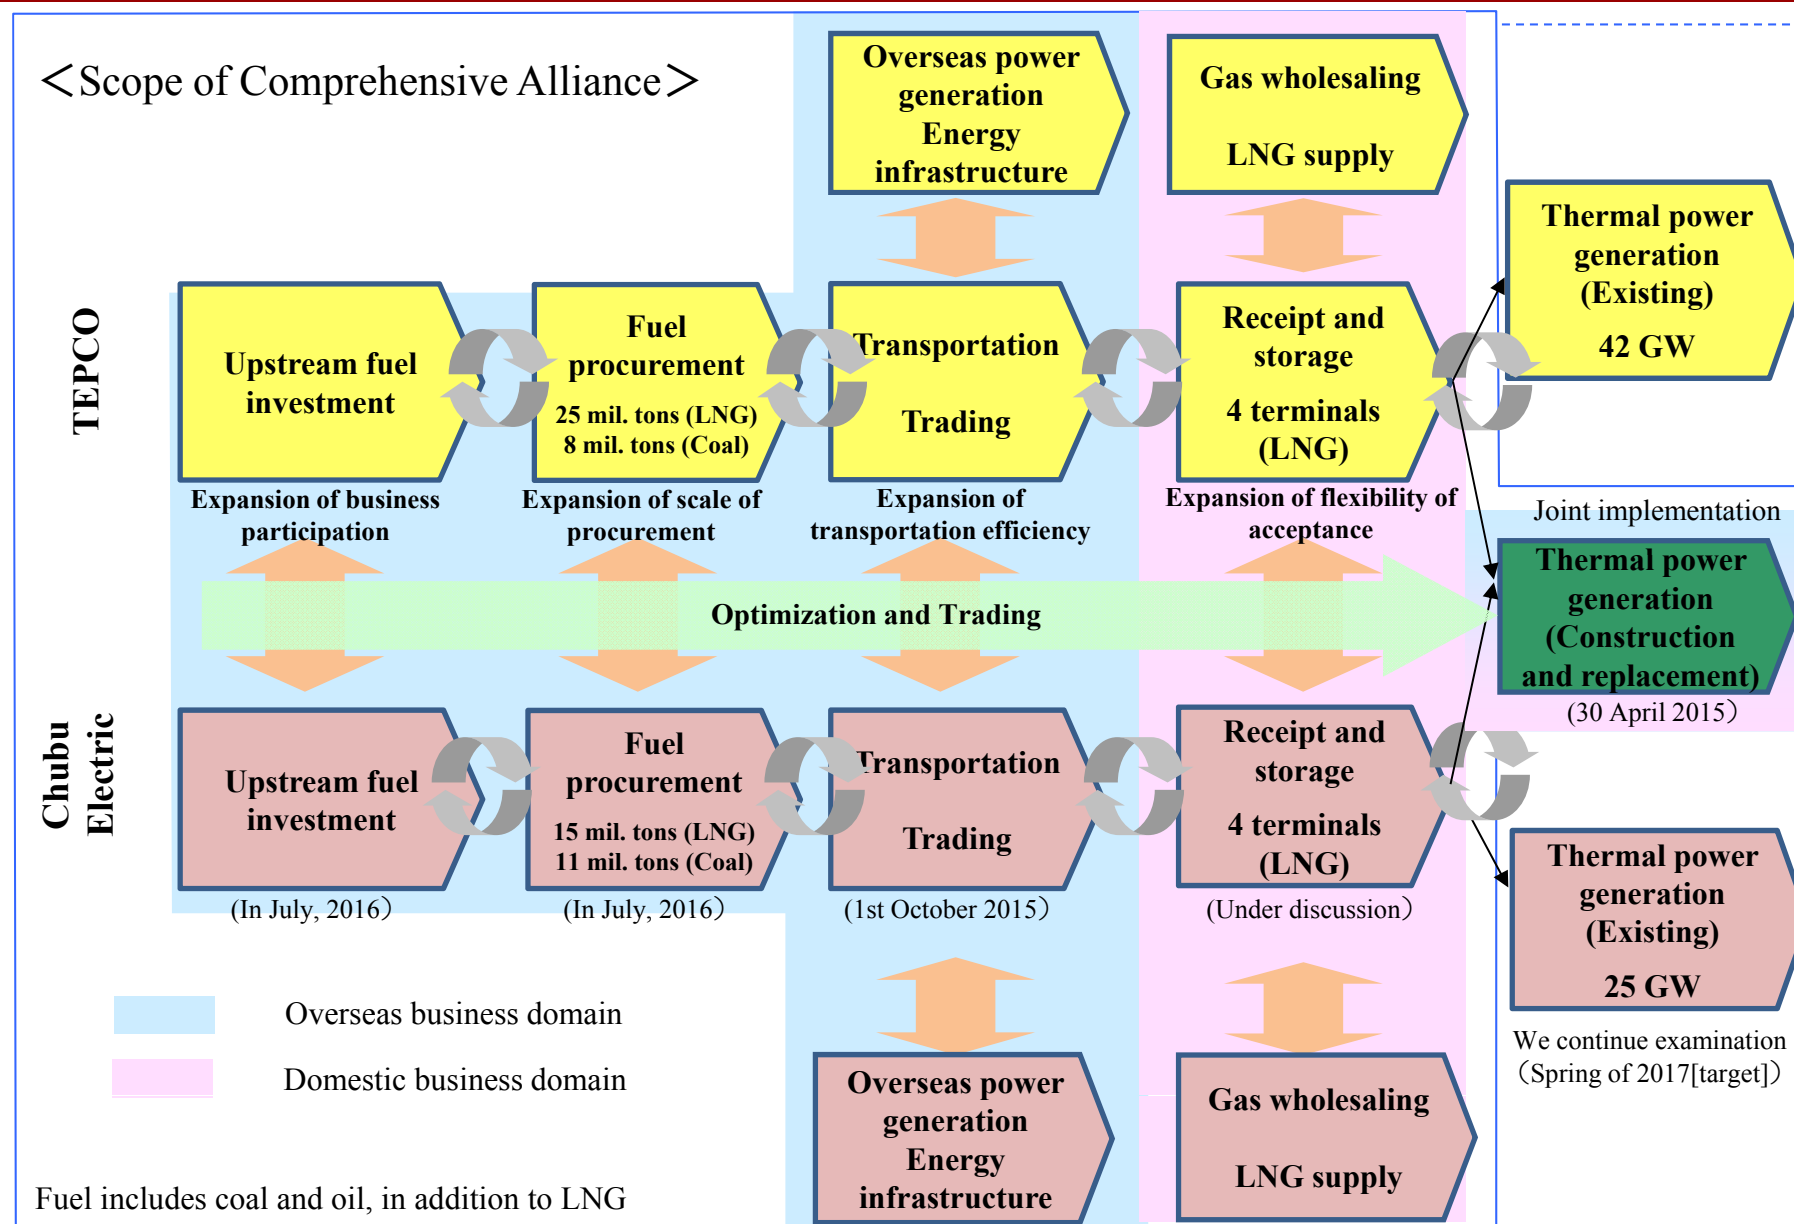 ＜Scope of Comprehensive Alliance＞
Overseas power
generation
Energy
infrastructure
Gas wholesaling
LNG supply
Thermal power
generation
(Existing)
42 GW
TEPCO
Upstream fuel
investment
Fuel
procurement
25 mil. tons (LNG)
8 mil. tons (Coal)
Transportation
Trading
Receipt and
storage
4 terminals
(LNG)
Expansion of business
participation
Expansion of scale of
procurement
Expansion of
transportation efficiency
Expansion of flexibility of
acceptance
Joint implementation
Thermal power
generation
(Construction
and replacement)
(30 April 2015）
Optimization and Trading
Chubu
Electric
Upstream fuel
investment
Fuel
procurement
15 mil. tons (LNG)
11 mil. tons (Coal)
Transportation
Trading
Receipt and
storage
4 terminals
(LNG)
(In July, 2016）
(In July, 2016）
(1st October 2015）
(Under discussion）
Thermal power
generation
(Existing)
25 GW
We continue examination
（Spring of 2017[target]）
Overseas business domain
Domestic business domain
Overseas power
generation
Energy
infrastructure
Gas wholesaling
LNG supply
Fuel includes coal and oil, in addition to LNG